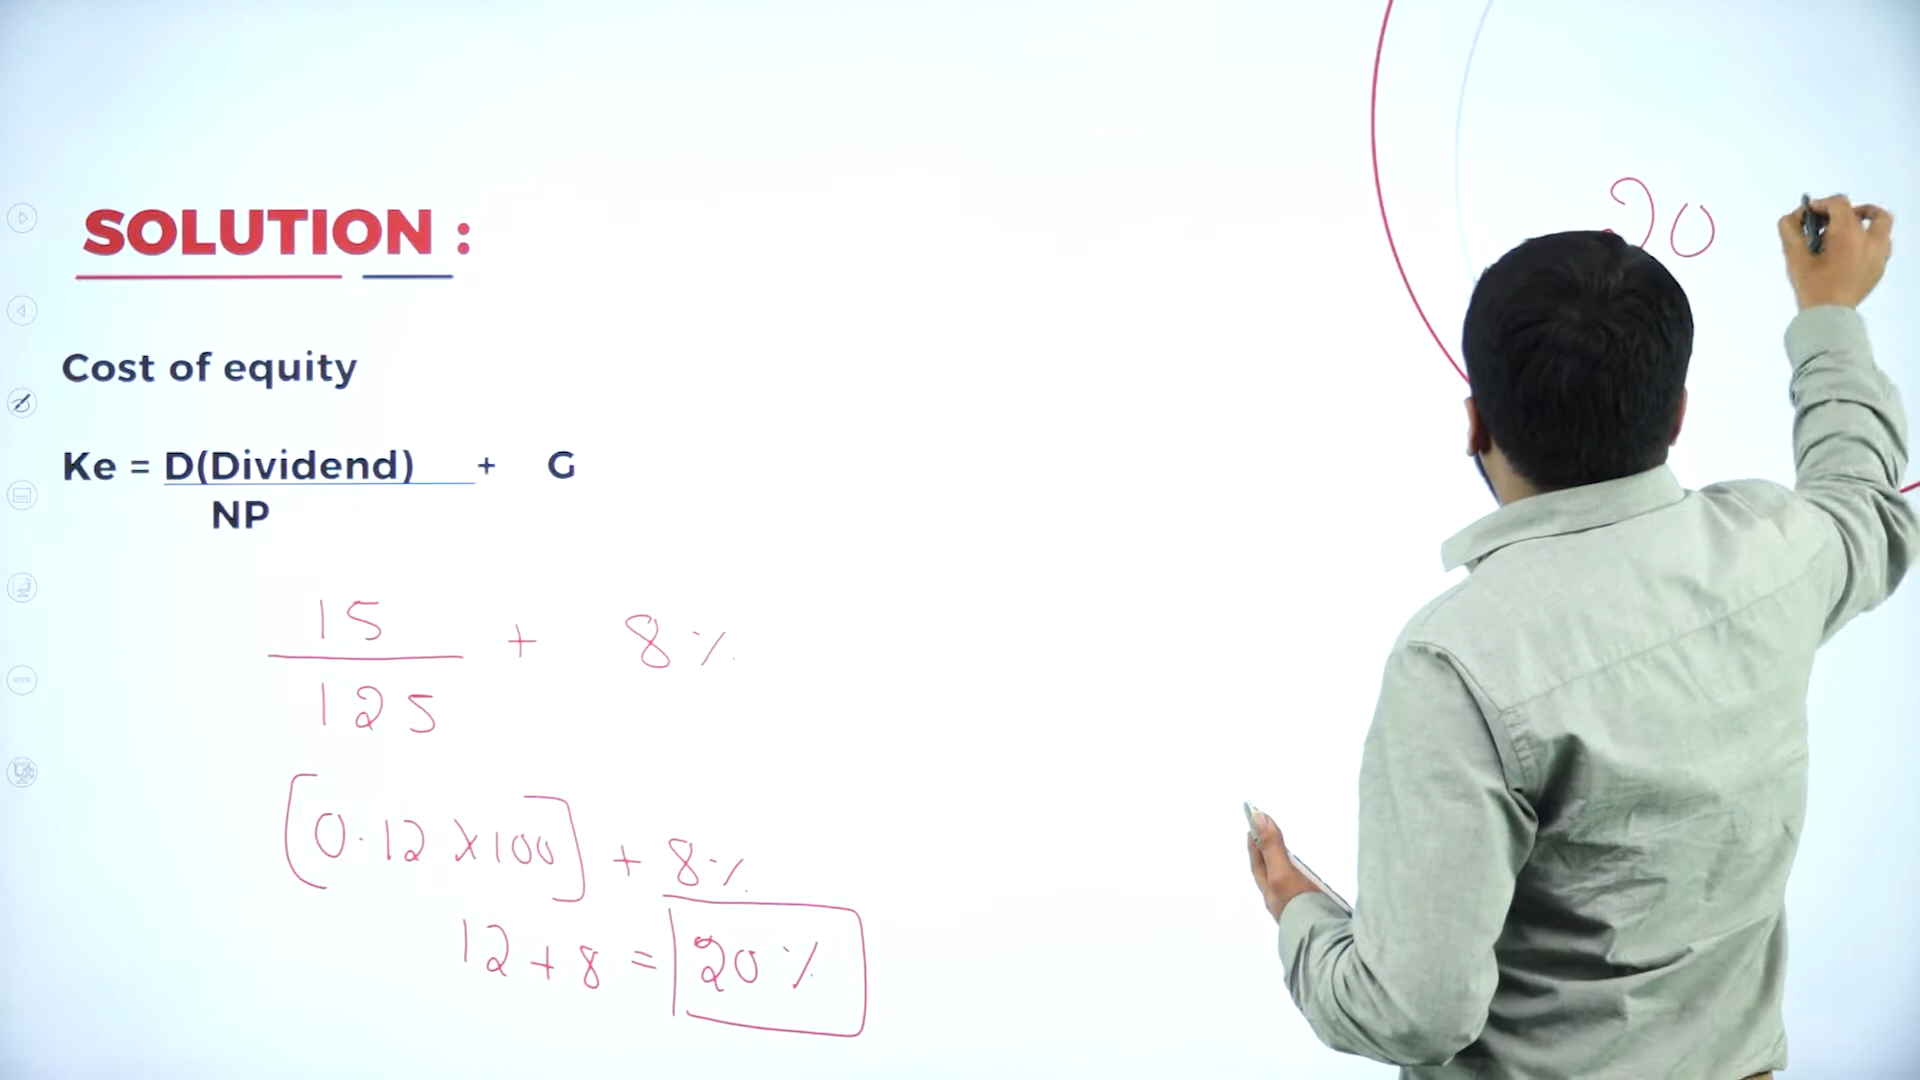 SOLUTION :
Cost of equity
Ke = D(Dividend) + G
NP
15 + 8%
125
[0.12 x 100] + 8%
12 + 8 = 20%
20